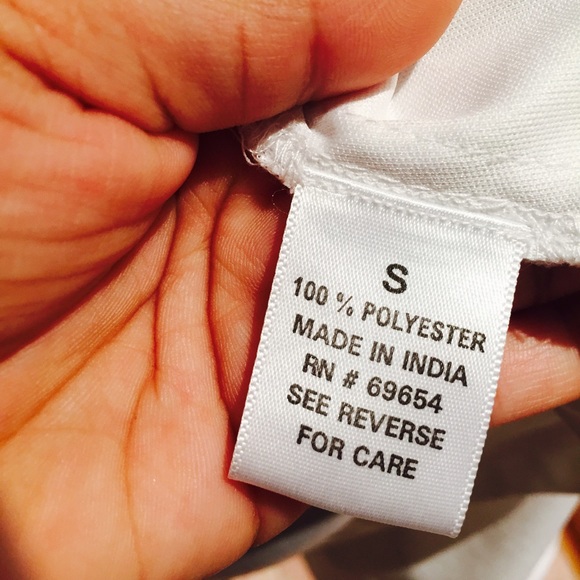 S
100 % POLYESTER
MADE IN INDIA
RN # 69654
SEE REVERSE
FOR CARE